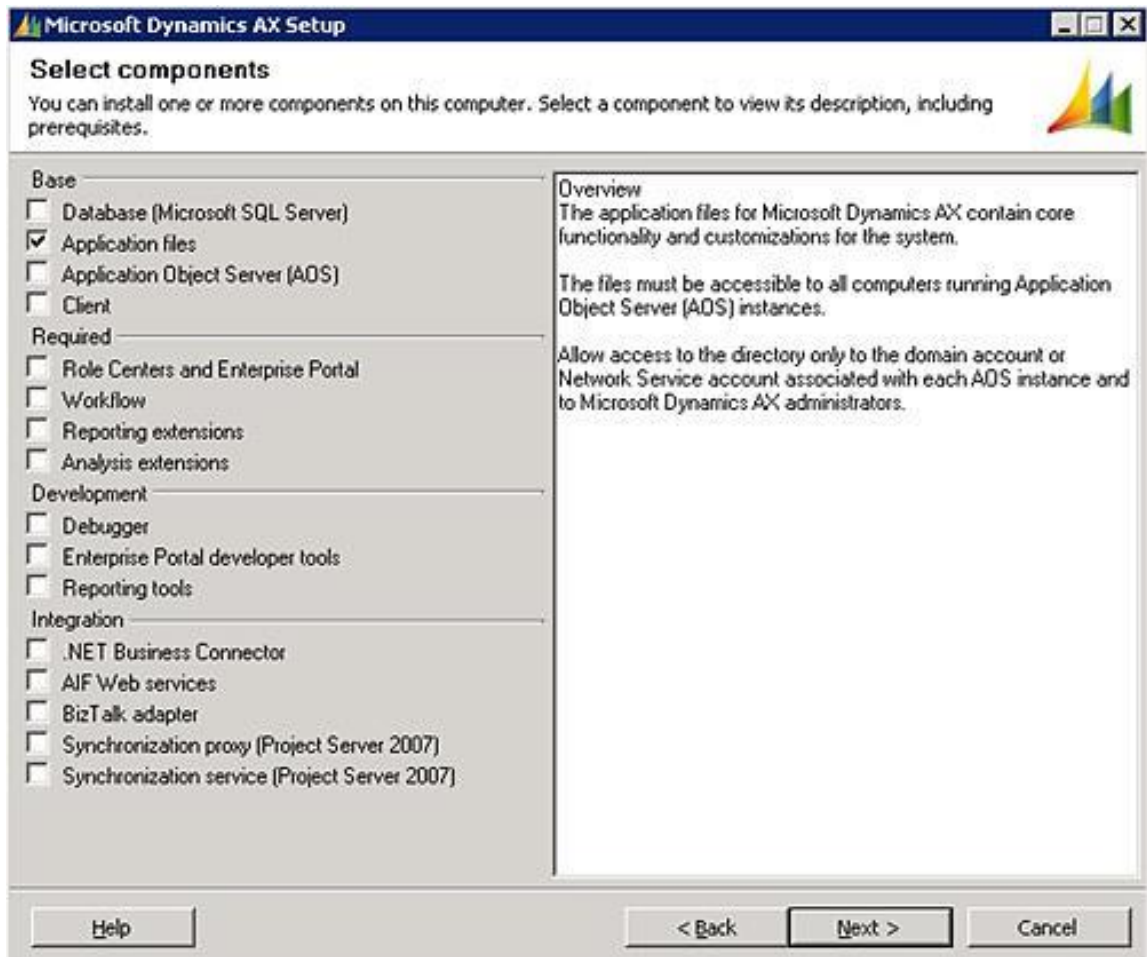 Microsoft Dynamics AX Setup
Select components
You can install one or more components on this computer. Select a component to view its description, including
prerequisites.
Base
Database (Microsoft SQL Server)
Application files
Application Object Server (AOS)
Client
Required
Role Centers and Enterprise Portal
Workflow
Reporting extensions
Analysis extensions
Development
Debugger
Enterprise Portal developer tools
Reporting tools
Integration
.NET Business Connector
AIF Web services
BizTalk adapter
Synchronization proxy (Project Server 2007)
Synchronization service (Project Server 2007)
Overview
The application files for Microsoft Dynamics AX contain core
functionality and customizations for the system.
The files must be accessible to all computers running Application
Object Server (AOS) instances.
Allow access to the directory only to the domain account or
Network Service account associated with each AOS instance and
to Microsoft Dynamics AX administrators.
Help
< Back
Next >
Cancel